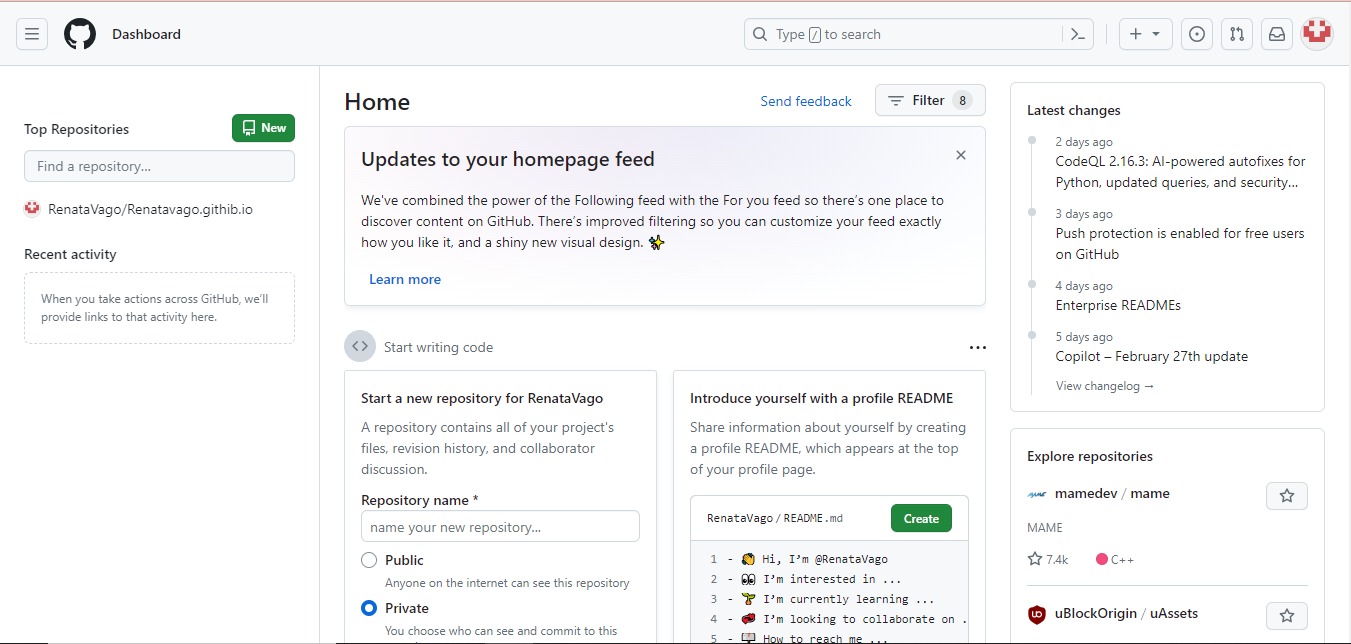 Dashboard
Type / to search
Top Repositories
New
Find a repository...
RenataVago/Renatavago.githib.io
Recent activity
When you take actions across GitHub, we'll
provide links to that activity here.
Home
Send feedback
Filter 8
Updates to your homepage feed
We've combined the power of the Following feed with the For you feed so there's one place to
discover content on GitHub. There's improved filtering so you can customize your feed exactly
how you like it, and a shiny new visual design. ✨
Learn more
Start writing code
Start a new repository for RenataVago
A repository contains all of your project's
files, revision history, and collaborator
discussion.
Repository name *
name your new repository...
Public
Anyone on the internet can see this repository
Private
You choose who can see and commit to this
Introduce yourself with a profile README
Share information about yourself by creating
a profile README, which appears at the top
of your profile page.
RenataVago/README.md
Create
1 - 👋 Hi, I'm @RenataVago
2 - 👀 I'm interested in ...
3 - 🌱 I'm currently learning ...
4 - 💞️ I'm looking to collaborate on .
5 - 📖 How to reach me ...
Latest changes
2 days ago
CodeQL 2.16.3: AI-powered autofixes for
Python, updated queries, and security...
3 days ago
Push protection is enabled for free users
on GitHub
4 days ago
Enterprise READMEs
5 days ago
Copilot – February 27th update
View changelog →
Explore repositories
mamedev / mame
MAME
7.4k
C++
uBlockOrigin / uAssets